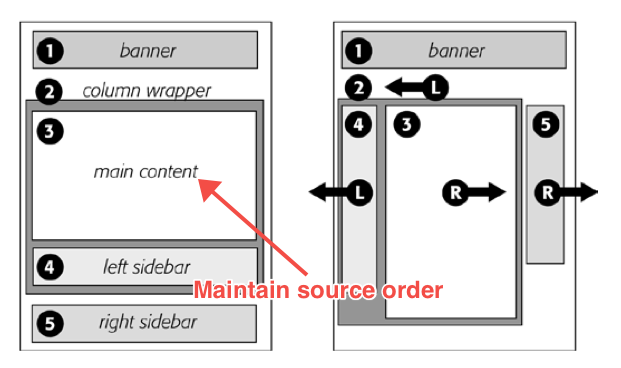 1 banner
2 column wrapper
3
main content
4 left sidebar
5 right sidebar
Maintain source order
1 banner
2 L
4 3 5
L R R